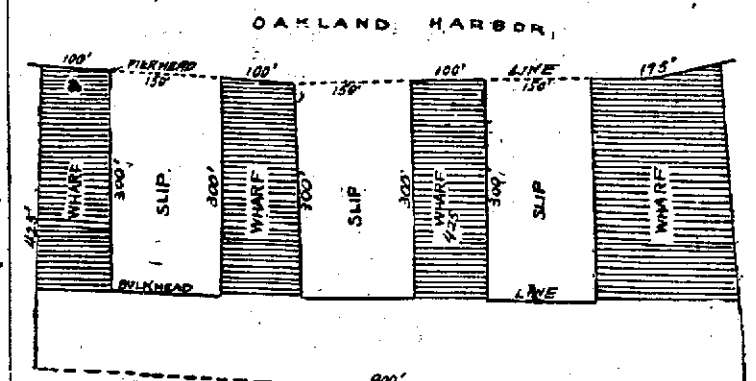 OAKLAND HARBOR
100' PIERHEAD 150' 100' 150' 100' LINE 150' 195'
WHARF 300' SLIP 300' WHARF 300' SLIP 300' WHARF 425 300' SLIP WHARF
425'
BULKHEAD LINE
900'